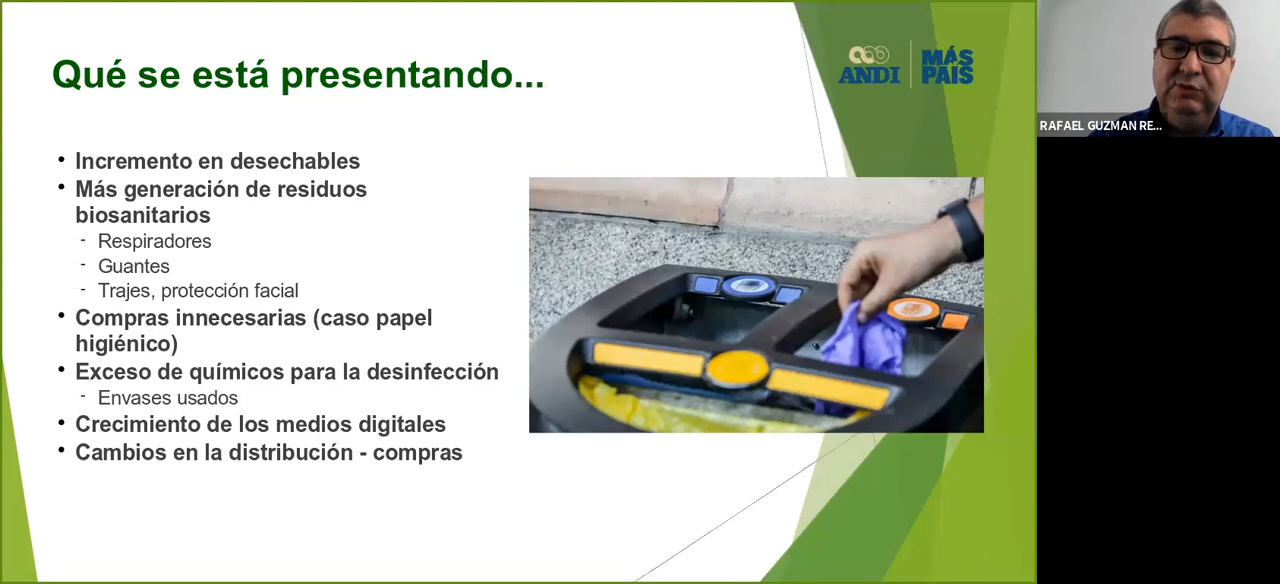 Qué se está presentando...
ANDI
MÁS
PAÍS
• Incremento en desechables
• Más generación de residuos
biosanitarios
- Respiradores
- Guantes
- Trajes, protección facial
• Compras innecesarias (caso papel
higiénico)
• Exceso de químicos para la desinfección
- Envases usados
• Crecimiento de los medios digitales
• Cambios en la distribución - compras
RAFAEL GUZMAN RE...